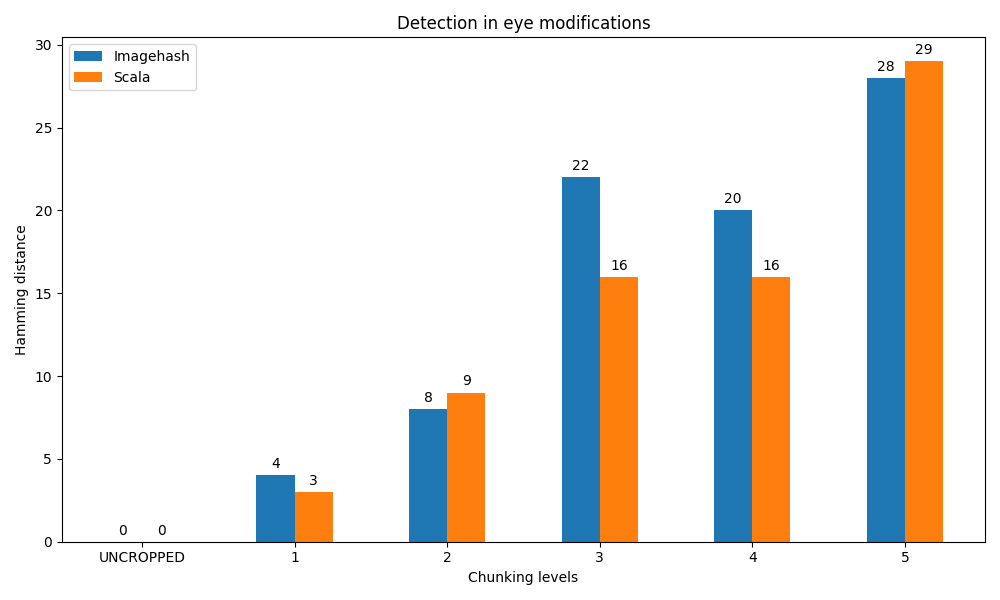 Detection in eye modifications
Imagehash
Scala
Hamming distance
30
25
20
15
10
5
0
0 0
4 3
8 9
22 16
20 16
28 29
UNCROPPED 1 2 3 4 5
Chunking levels